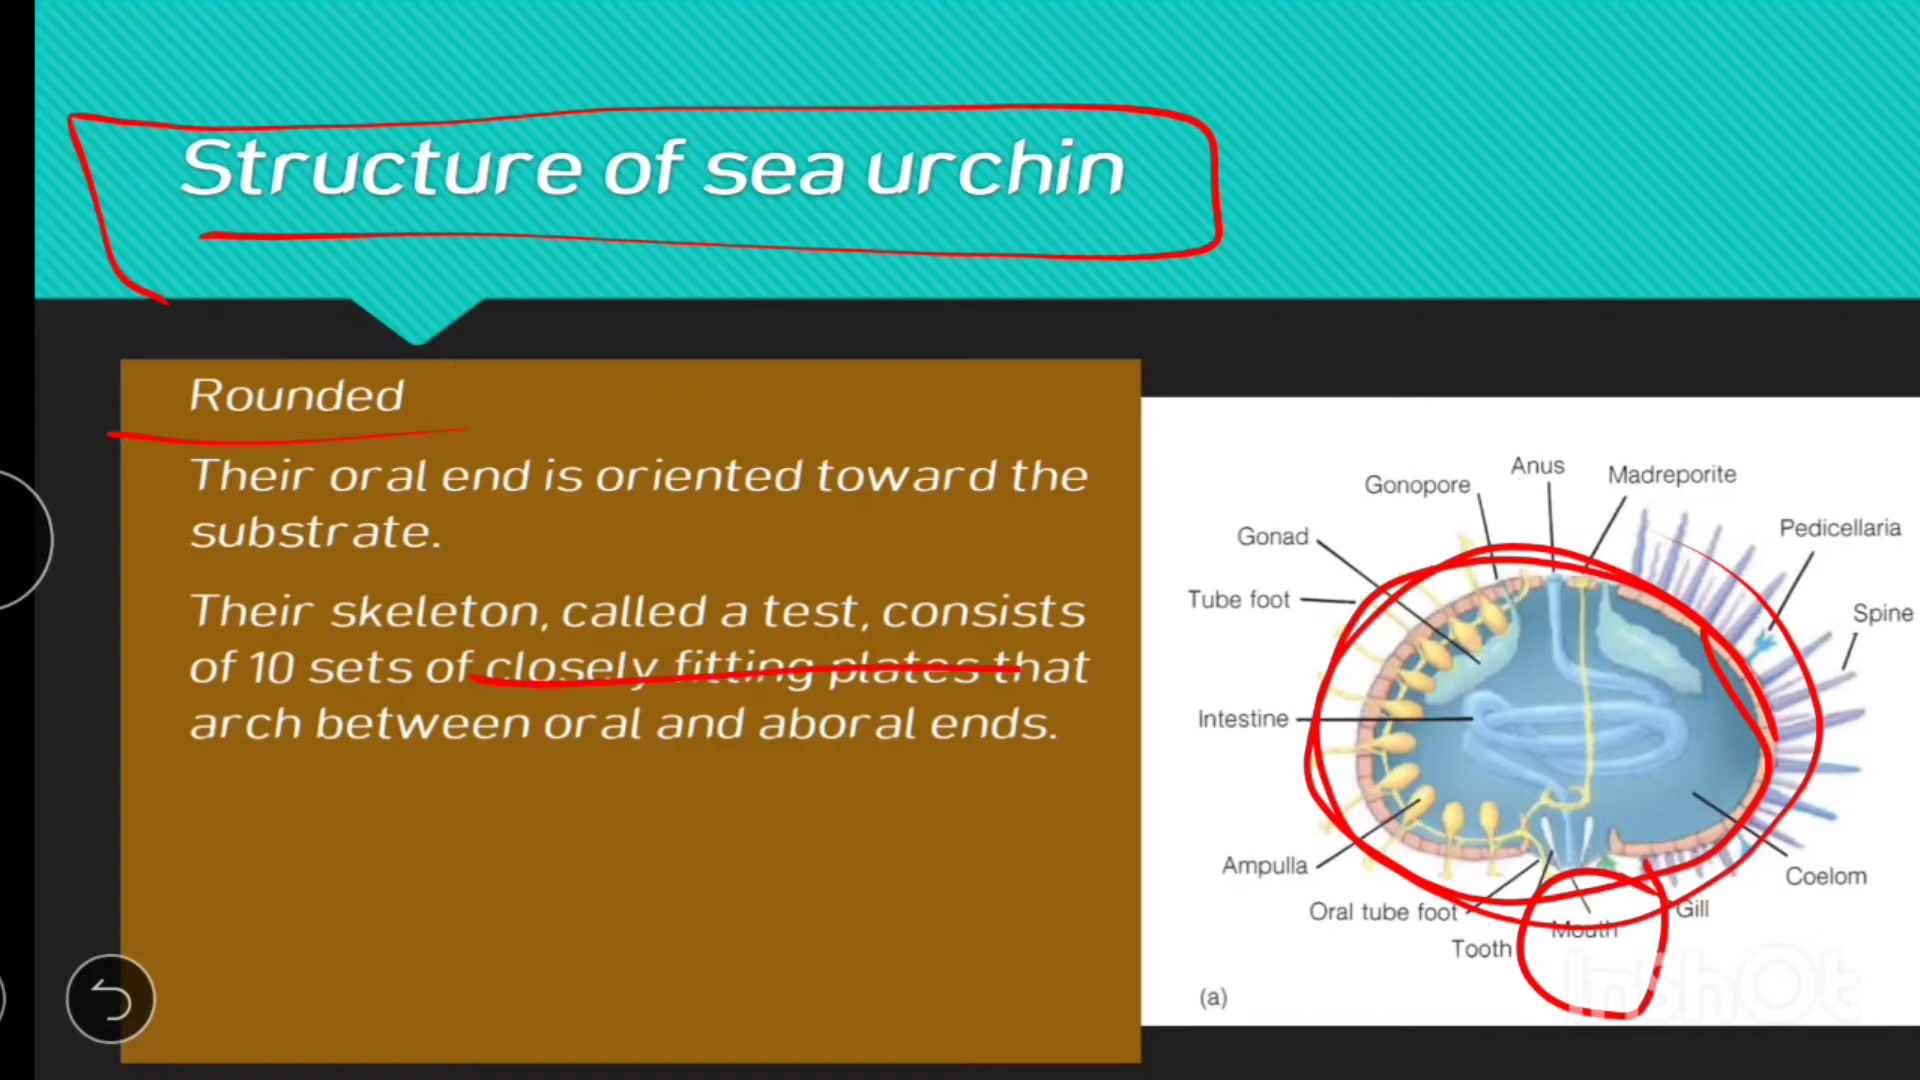 Structure of sea urchin
Rounded
Their oral end is oriented toward the
substrate.
Their skeleton, called a test, consists
of 10 sets of closely fitting plates that
arch between oral and aboral ends.
Anus
Madreporite
Gonopore
Pedicellaria
Gonad
Tube foot
Spine
Intestine
Ampulla
Coelom
Oral tube foot
Gill
Mouth
Tooth
(a)
InShOt